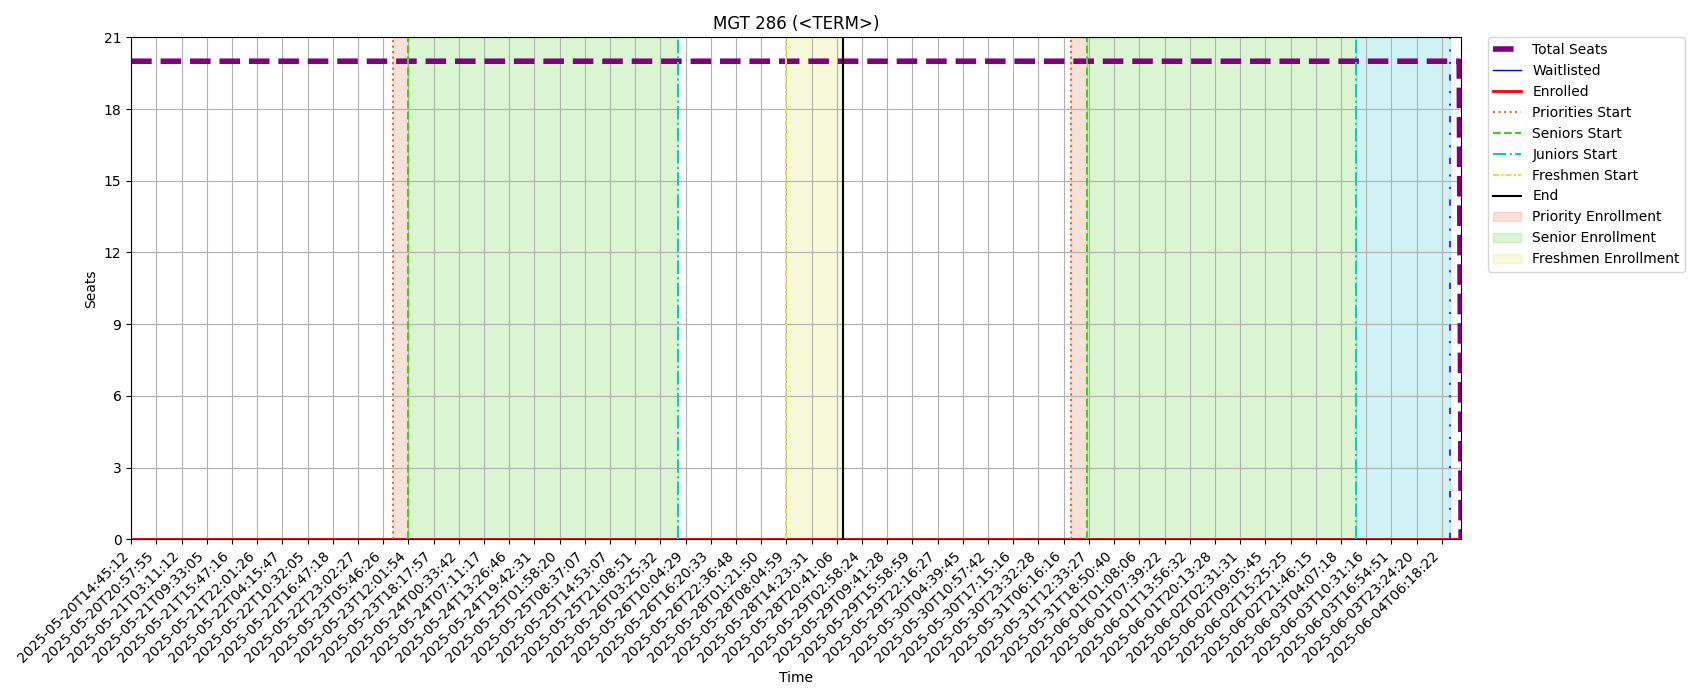 MGT 286 (<TERM>)
Seats
21
18
15
12
9
6
3
0
2025-05-20T14:45:12
2025-05-20T20:57:55
2025-05-21T03:11:12
2025-05-21T09:33:05
2025-05-21T15:47:16
2025-05-21T22:01:26
2025-05-22T04:15:47
2025-05-22T10:32:05
2025-05-22T16:47:18
2025-05-22T23:02:27
2025-05-23T05:46:26
2025-05-23T12:01:54
2025-05-23T18:17:57
2025-05-24T00:33:42
2025-05-24T07:11:17
2025-05-24T13:26:46
2025-05-24T19:42:31
2025-05-25T01:58:20
2025-05-25T08:37:07
2025-05-25T14:53:07
2025-05-25T21:08:51
2025-05-26T03:25:32
2025-05-26T10:04:29
2025-05-26T16:20:33
2025-05-26T22:36:48
2025-05-28T01:21:50
2025-05-28T08:04:59
2025-05-28T14:23:31
2025-05-28T20:41:06
2025-05-29T02:58:24
2025-05-29T09:41:28
2025-05-29T15:58:59
2025-05-29T22:16:27
2025-05-30T04:39:45
2025-05-30T10:57:42
2025-05-30T17:15:16
2025-05-30T23:32:28
2025-05-31T06:16:16
2025-05-31T12:33:27
2025-05-31T18:50:40
2025-06-01T01:08:06
2025-06-01T07:39:22
2025-06-01T13:56:32
2025-06-01T20:13:28
2025-06-02T02:31:31
2025-06-02T09:05:45
2025-06-02T15:25:25
2025-06-02T21:46:15
2025-06-03T04:07:18
2025-06-03T10:31:16
2025-06-03T16:54:51
2025-06-03T23:24:20
2025-06-04T06:18:22
Time
Total Seats
Waitlisted
Enrolled
Priorities Start
Seniors Start
Juniors Start
Freshmen Start
End
Priority Enrollment
Senior Enrollment
Freshmen Enrollment